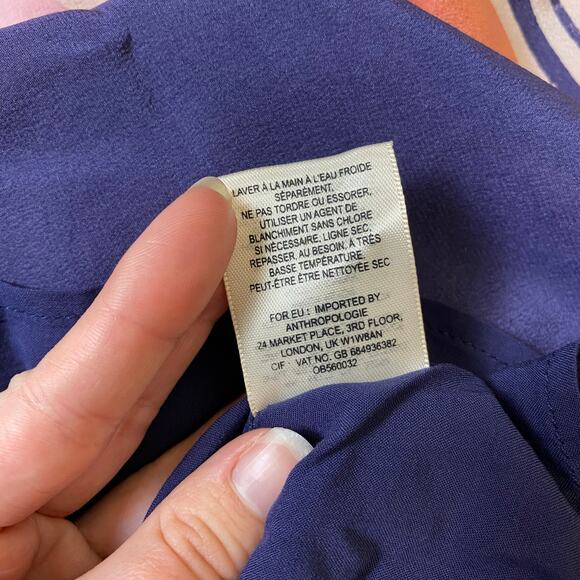 LAVER À LA MAIN À L'EAU FROIDE
SÉPARÉMENT.
NE PAS TORDRE OU ESSORER,
UTILISER UN AGENT DE
BLANCHIMENT SANS CHLORE
SI NÉCESSAIRE, LIGNE SEC,
REPASSER, AU BESOIN, À TRÈS
BASSE TEMPÉRATURE.
PEUT-ÊTRE ÊTRE NETTOYÉE SEC
FOR EU : IMPORTED BY
ANTHROPOLOGIE
24 MARKET PLACE, 3RD FLOOR,
LONDON, UK W1W8AN
CIF · VAT NO. GB 684936382
OB560032